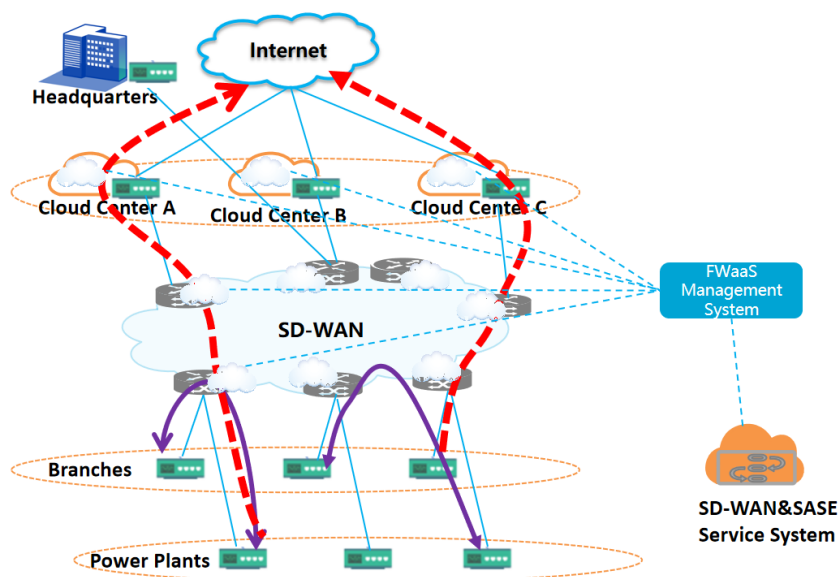 Internet
Headquarters
Cloud Center A
Cloud Center B
Cloud Center C
FWaaS
Management
System
SD-WAN
Branches
SD-WAN&SASE
Service System
Power Plants